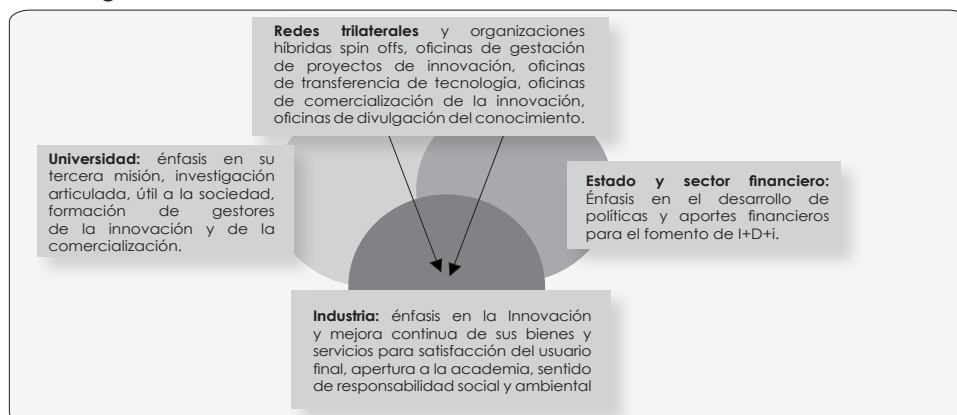 Redes trilaterales y organizaciones
híbridas spin offs, oficinas de gestación
de proyectos de innovación, oficinas
de transferencia de tecnología, oficinas
de comercialización de la innovación,
oficinas de divulgación del conocimiento.
Universidad: énfasis en su
tercera misión, investigación
articulada, útil a la sociedad,
formación de gestores
de la innovación y de la
comercialización.
Estado y sector financiero:
Énfasis en el desarrollo de
políticas y aportes financieros
para el fomento de I+D+i.
Industria: énfasis en la Innovación
y mejora continua de sus bienes y
servicios para satisfacción del usuario
final, apertura a la academia, sentido
de responsabilidad social y ambiental